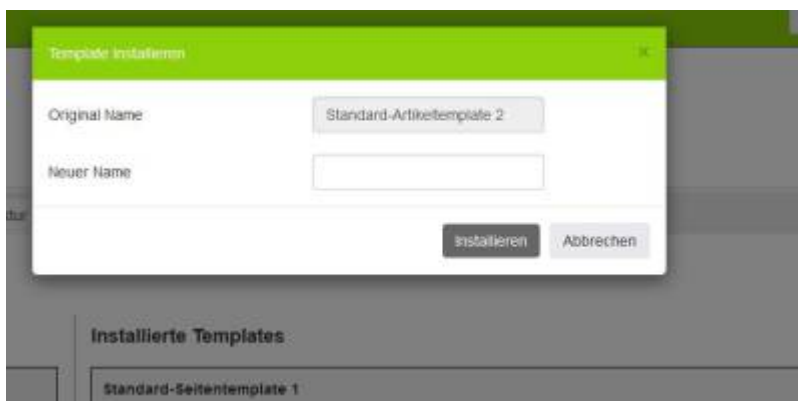 Template installieren
×
Original Name
Standard-Artikeltemplate 2
Neuer Name
Installieren Abbrechen
Installierte Templates
Standard-Seitentemplate 1